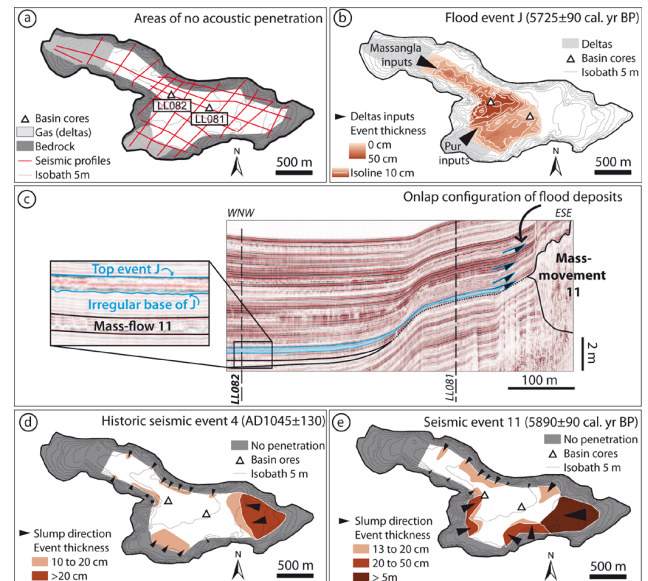 a
Areas of no acoustic penetration
LL082
LL081
Basin cores
Gas (deltas)
Bedrock
Seismic profiles
Isobath 5m
N
500 m
b
Flood event J (5725±90 cal. yr BP)
Massangla
inputs
Deltas
Basin cores
Isobath 5 m
Deltas inputs
Event thickness
0 cm
50 cm
Isoline 10 cm
Pur
inputs
N
500 m
c
Onlap configuration of flood deposits
WNW
ESE
Top event J
Irregular base of J
Mass-flow 11
Mass-
movement
11
2 m
LL082
LL081
100 m
d
Historic seismic event 4 (AD1045±130)
No penetration
Basin ores
Isobath 5 m
Slump direction
Event thickness
10 to 20 cm
>20 cm
N
500 m
e
Seismic event 11 (5890±90 cal. yr BP)
No penetration
Basin cores
Isobath 5 m
Slump direction
Event thickness
13 to 20 cm
20 to 50 cm
> 5m
N
500 m